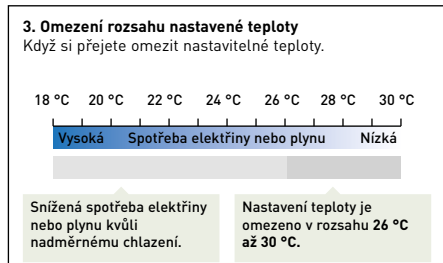 3. Omezení rozsahu nastavené teploty
Když si přejete omezit nastavitelné teploty.
18 °C 20 °C 22 °C 24 °C 26 °C 28 °C 30 °C
Vysoká Spotřeba elektřiny nebo plynu Nízká
Snížená spotřeba elektřiny
nebo plynu kvůli
nadměrnému chlazení.
Nastavení teploty je
omezeno v rozsahu 26 °C
až 30 °C.